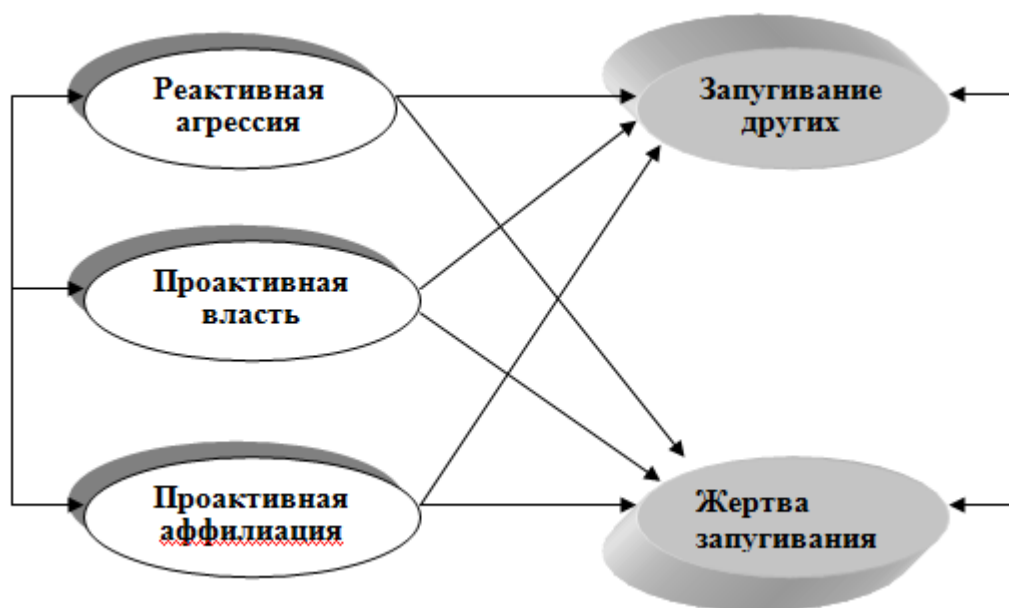 Реактивная
агрессия
Запугивание
других
Проактивная
власть
Проактивная
аффилиация
Жертва
запугивания